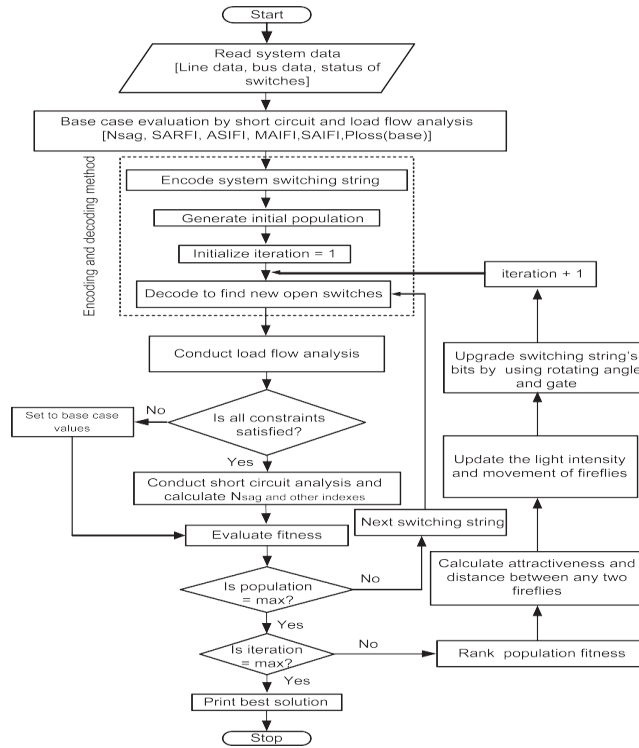 Start
Read system data
[Line data, bus data, status of
switches]
Base case evaluation by short circuit and load flow analysis
[Nsag, SARFI, ASIFI, MAIFI,SAIFI,Ploss(base)]
Encoding and decoding method
Encode system switching string
Generate initial population
Initialize iteration = 1
Decode to find new open switches
Conduct load flow analysis
Is all constraints
satisfied?
No
Set to base case
values
Yes
Conduct short circuit analysis and
calculate Nsag and other indexes
Evaluate fitness
Is population
= max?
No
Next switching string
Yes
Is iteration
= max?
No
Rank population fitness
Calculate attractiveness and
distance between any two
fireflies
Update the light intensity
and movement of fireflies
Upgrade switching string's
bits by using rotating angle
and gate
iteration + 1
Yes
Print best solution
Stop